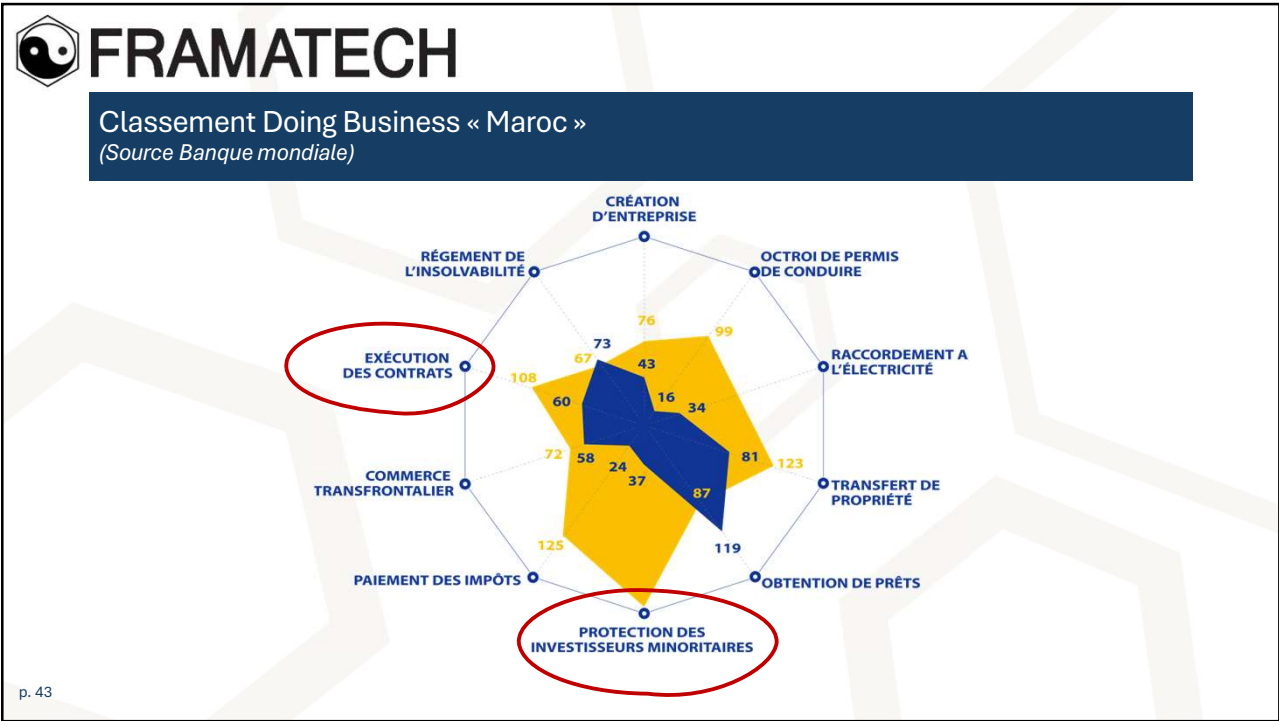 FRAMATECH
Classement Doing Business « Maroc »
(Source Banque mondiale)
CRÉATION
D'ENTREPRISE
RÉGEMENT DE
L'INSOLVABILITÉ
OCTROI DE PERMIS
DE CONDUIRE
76
99
73
67
43
EXÉCUTION
DES CONTRATS
RACCORDEMENT A
L'ÉLECTRICITÉ
108
60
16
34
72
58
24
37
81
123
87
COMMERCE
TRANSFRONTALIER
TRANSFERT DE
PROPRIÉTÉ
125
119
PAIEMENT DES IMPÔTS
OBTENTION DE PRÊTS
PROTECTION DES
INVESTISSEURS MINORITAIRES
p. 43